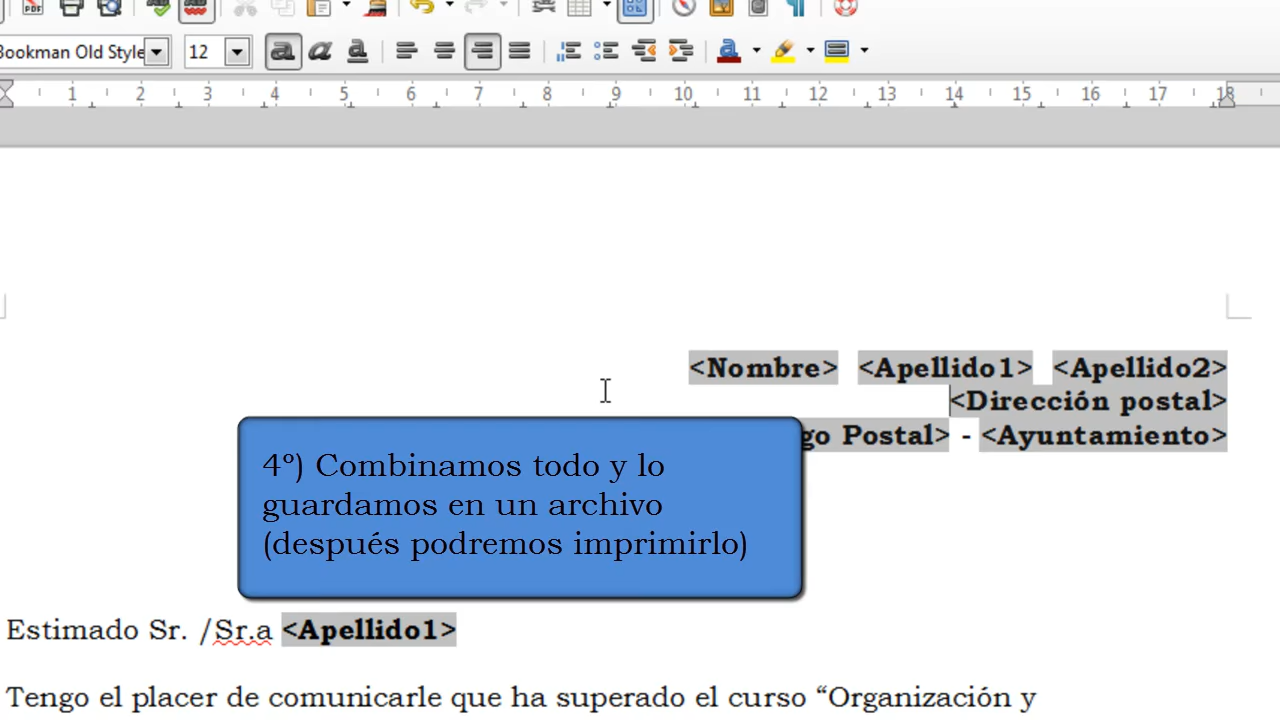 PDF
Bookman Old Style 12
1 2 3 4 5 6 7 8 9 10 11 12 13 14 15 16 17 18
<Nombre> <Apellido1> <Apellido2>
<Dirección postal>
go Postal> - <Ayuntamiento>
4º) Combinamos todo y lo
guardamos en un archivo
(después podremos imprimirlo)
Estimado Sr. /Sr.a <Apellido1>
Tengo el placer de comunicarle que ha superado el curso “Organización y